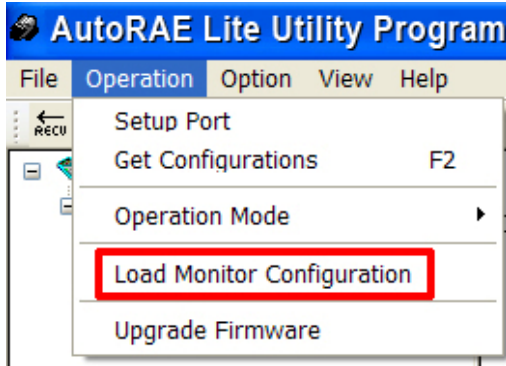 AutoRAE Lite Utility Program
File Operation Option View Help
RECV
Setup Port
Get Configurations F2
Operation Mode
Load Monitor Configuration
Upgrade Firmware